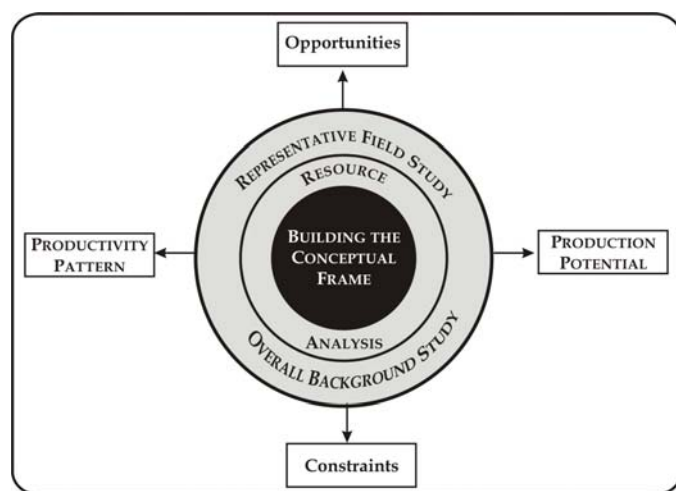 Opportunities
REPRESENTATIVE FIELD STUDY
RESOURCE
BUILDING THE
CONCEPTUAL
FRAME
PRODUCTIVITY
PATTERN
PRODUCTION
POTENTIAL
ANALYSIS
OVERALL BACKGROUND STUDY
Constraints